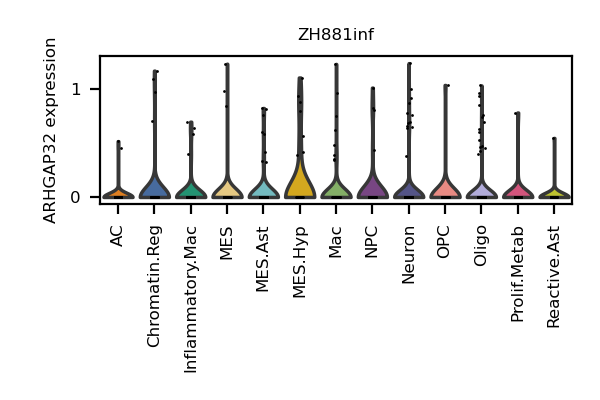 ZH881inf
ARHGAP32 expression
1
0
AC
Chromatin.Reg
Inflammatory.Mac
MES
MES.Ast
MES.Hyp
Mac
NPC
Neuron
OPC
Oligo
Prolif.Metab
Reactive.Ast